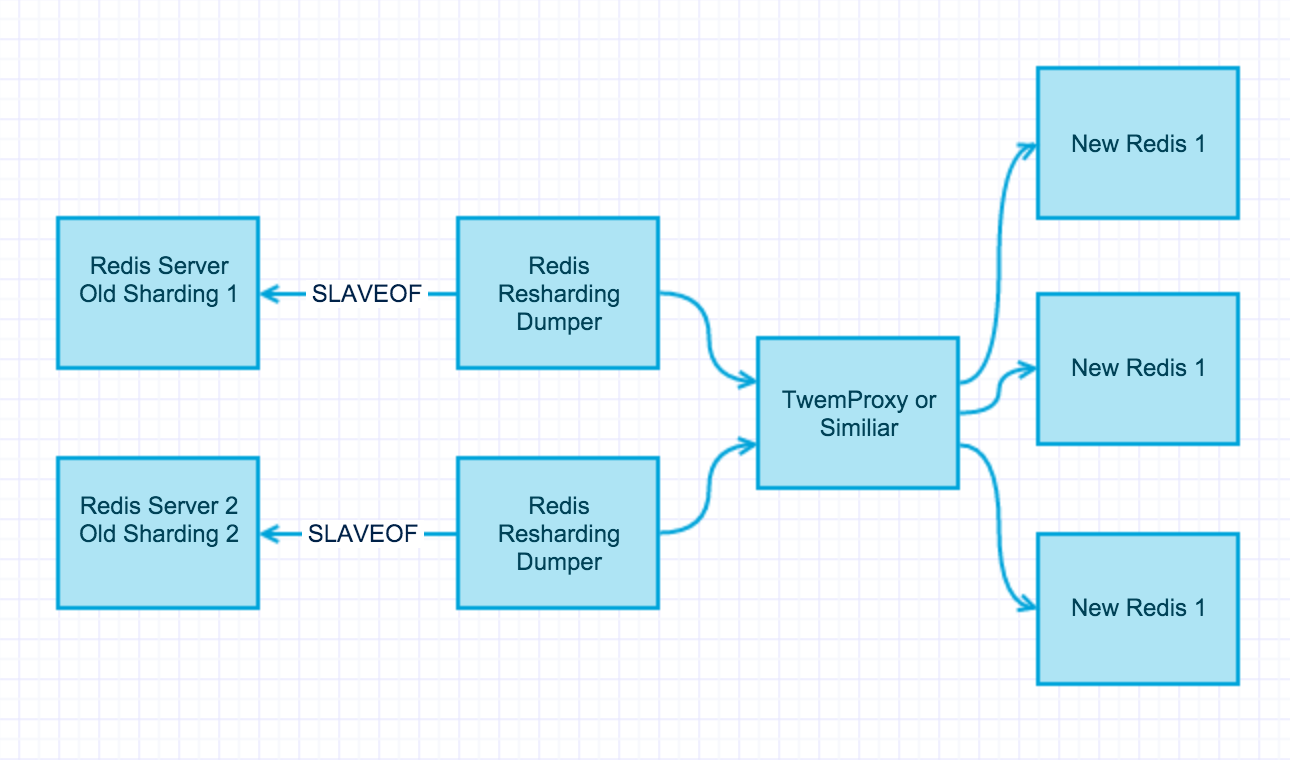 Redis Server
Old Sharding 1
SLAVEOF
Redis
Resharding
Dumper
Redis Server 2
Old Sharding 2
SLAVEOF
Redis
Resharding
Dumper
TwemProxy or
Similiar
New Redis 1
New Redis 1
New Redis 1